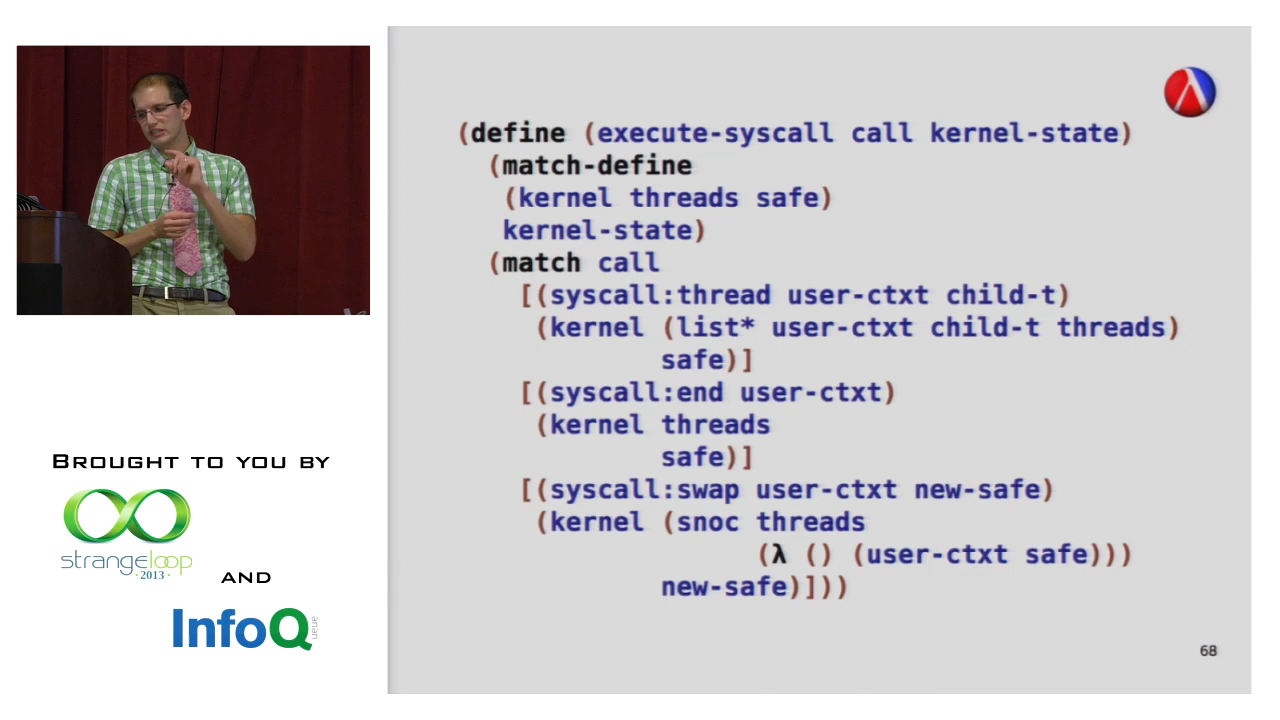 (define (execute-syscall call kernel-state)
(match-define
(kernel threads safe)
kernel-state)
(match call
[(syscall:thread user-ctxt child-t)
(kernel (list* user-ctxt child-t threads)
safe)]
[(syscall:end user-ctxt)
(kernel threads
safe)]
[(syscall:swap user-ctxt new-safe)
(kernel (snoc threads
(λ () (user-ctxt safe)))
new-safe)]))
68
BROUGHT TO YOU BY
strangeloop
·2013·
AND
InfoQ
ueue